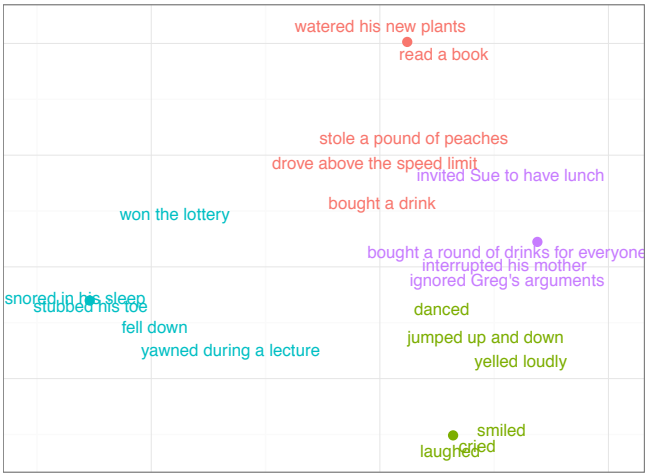 watered his new plants
read a book
stole a pound of peaches
drove above the speed limit
invited Sue to have lunch
bought a drink
won the lottery
bought a round of drinks for everyone
interrupted his mother
ignored Greg's arguments
snored in his sleep
stubbed his toe
danced
fell down
jumped up and down
yawned during a lecture
yelled loudly
smiled
cried
laughed